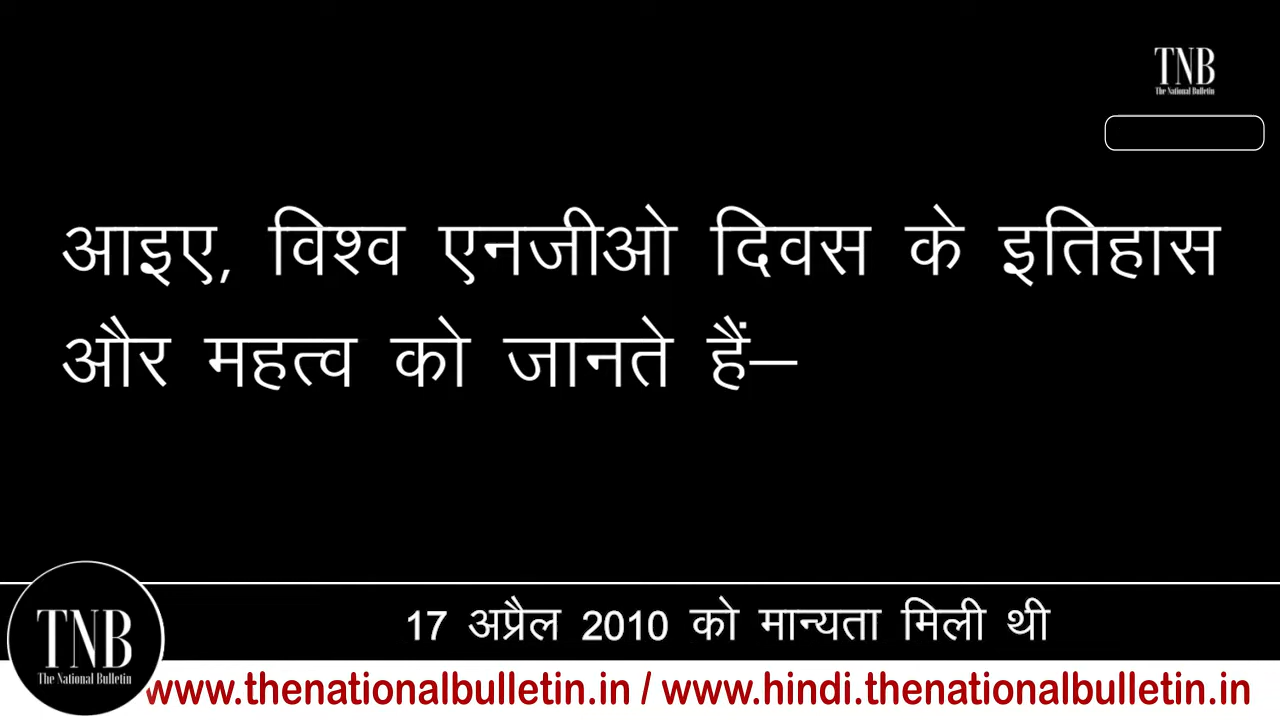 TNB
The National Bulletin
आइए, विश्व एनजीओ दिवस के इतिहास
और महत्व को जानते हैं–
17 अप्रैल 2010 को मान्यता मिली थी
TNB
The National Bulletin
www.thenationalbulletin.in / www.hindi.thenationalbulletin.in